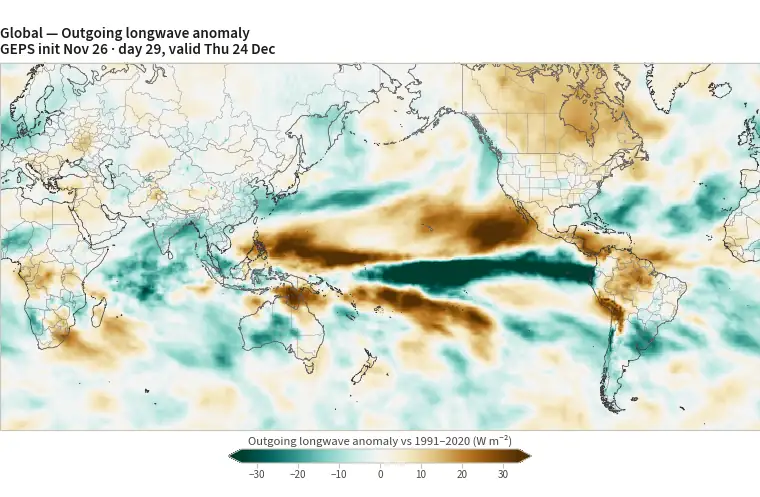 Global — Outgoing longwave anomaly
GEPS init Nov 26 · day 29, valid Thu 24 Dec
Outgoing longwave anomaly vs 1991–2020 (W m⁻²)
−30 −20 −10 0 10 20 30